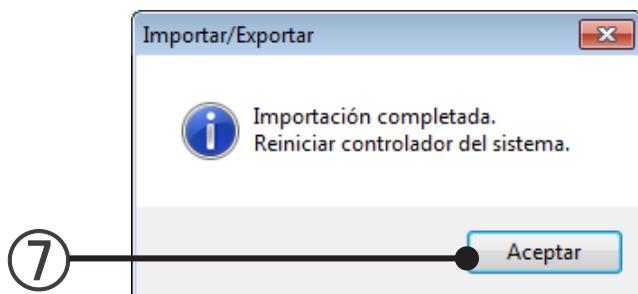 Importar/Exportar
Importación completada.
Reiniciar controlador del sistema.
7
Aceptar